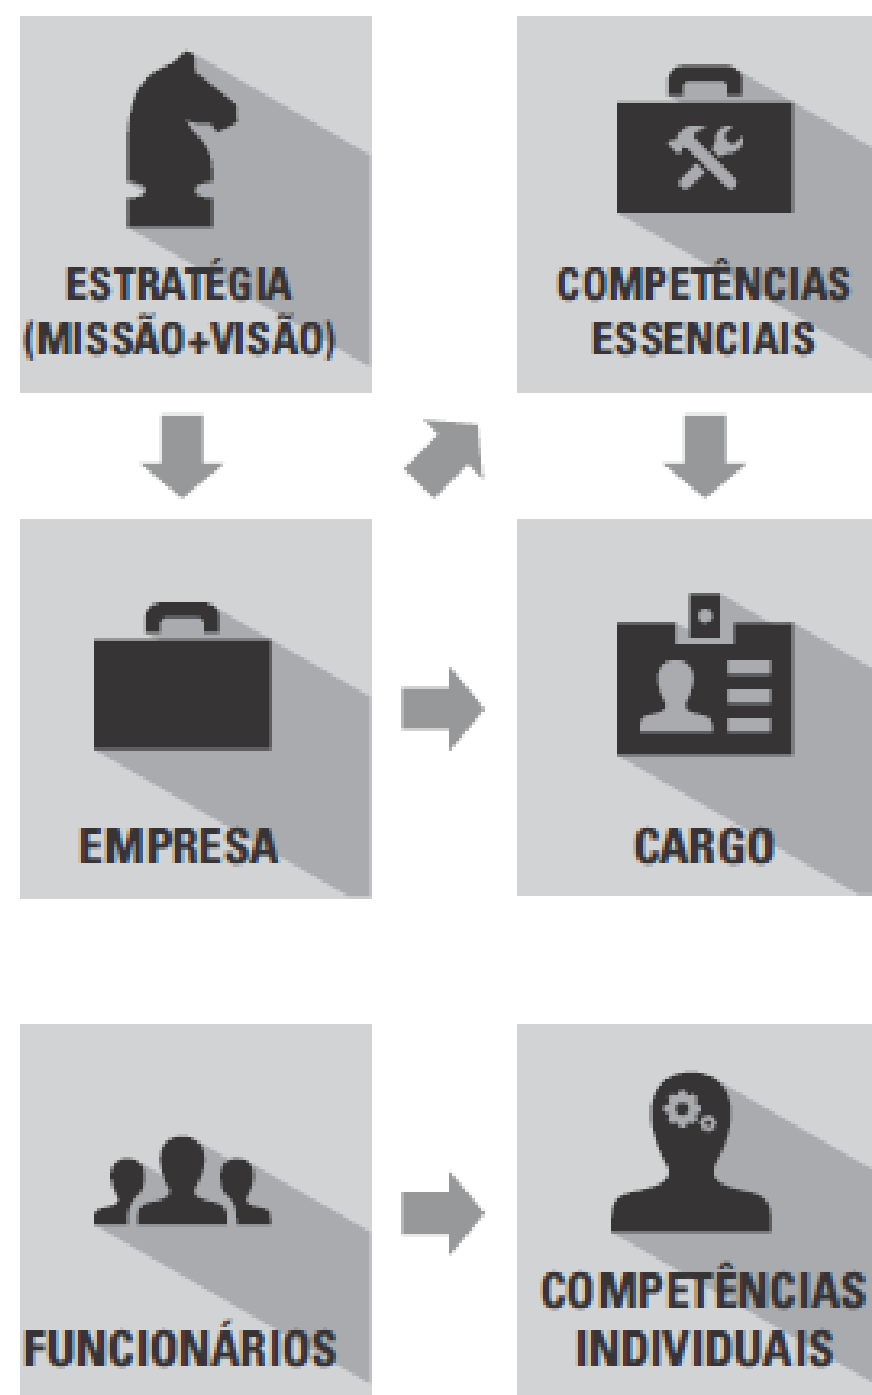 ESTRATÉGIA
(MISSÃO+VISÃO)
COMPETÊNCIAS
ESSENCIAIS
EMPRESA
CARGO
FUNCIONÁRIOS
COMPETÊNCIAS
INDIVIDUAIS